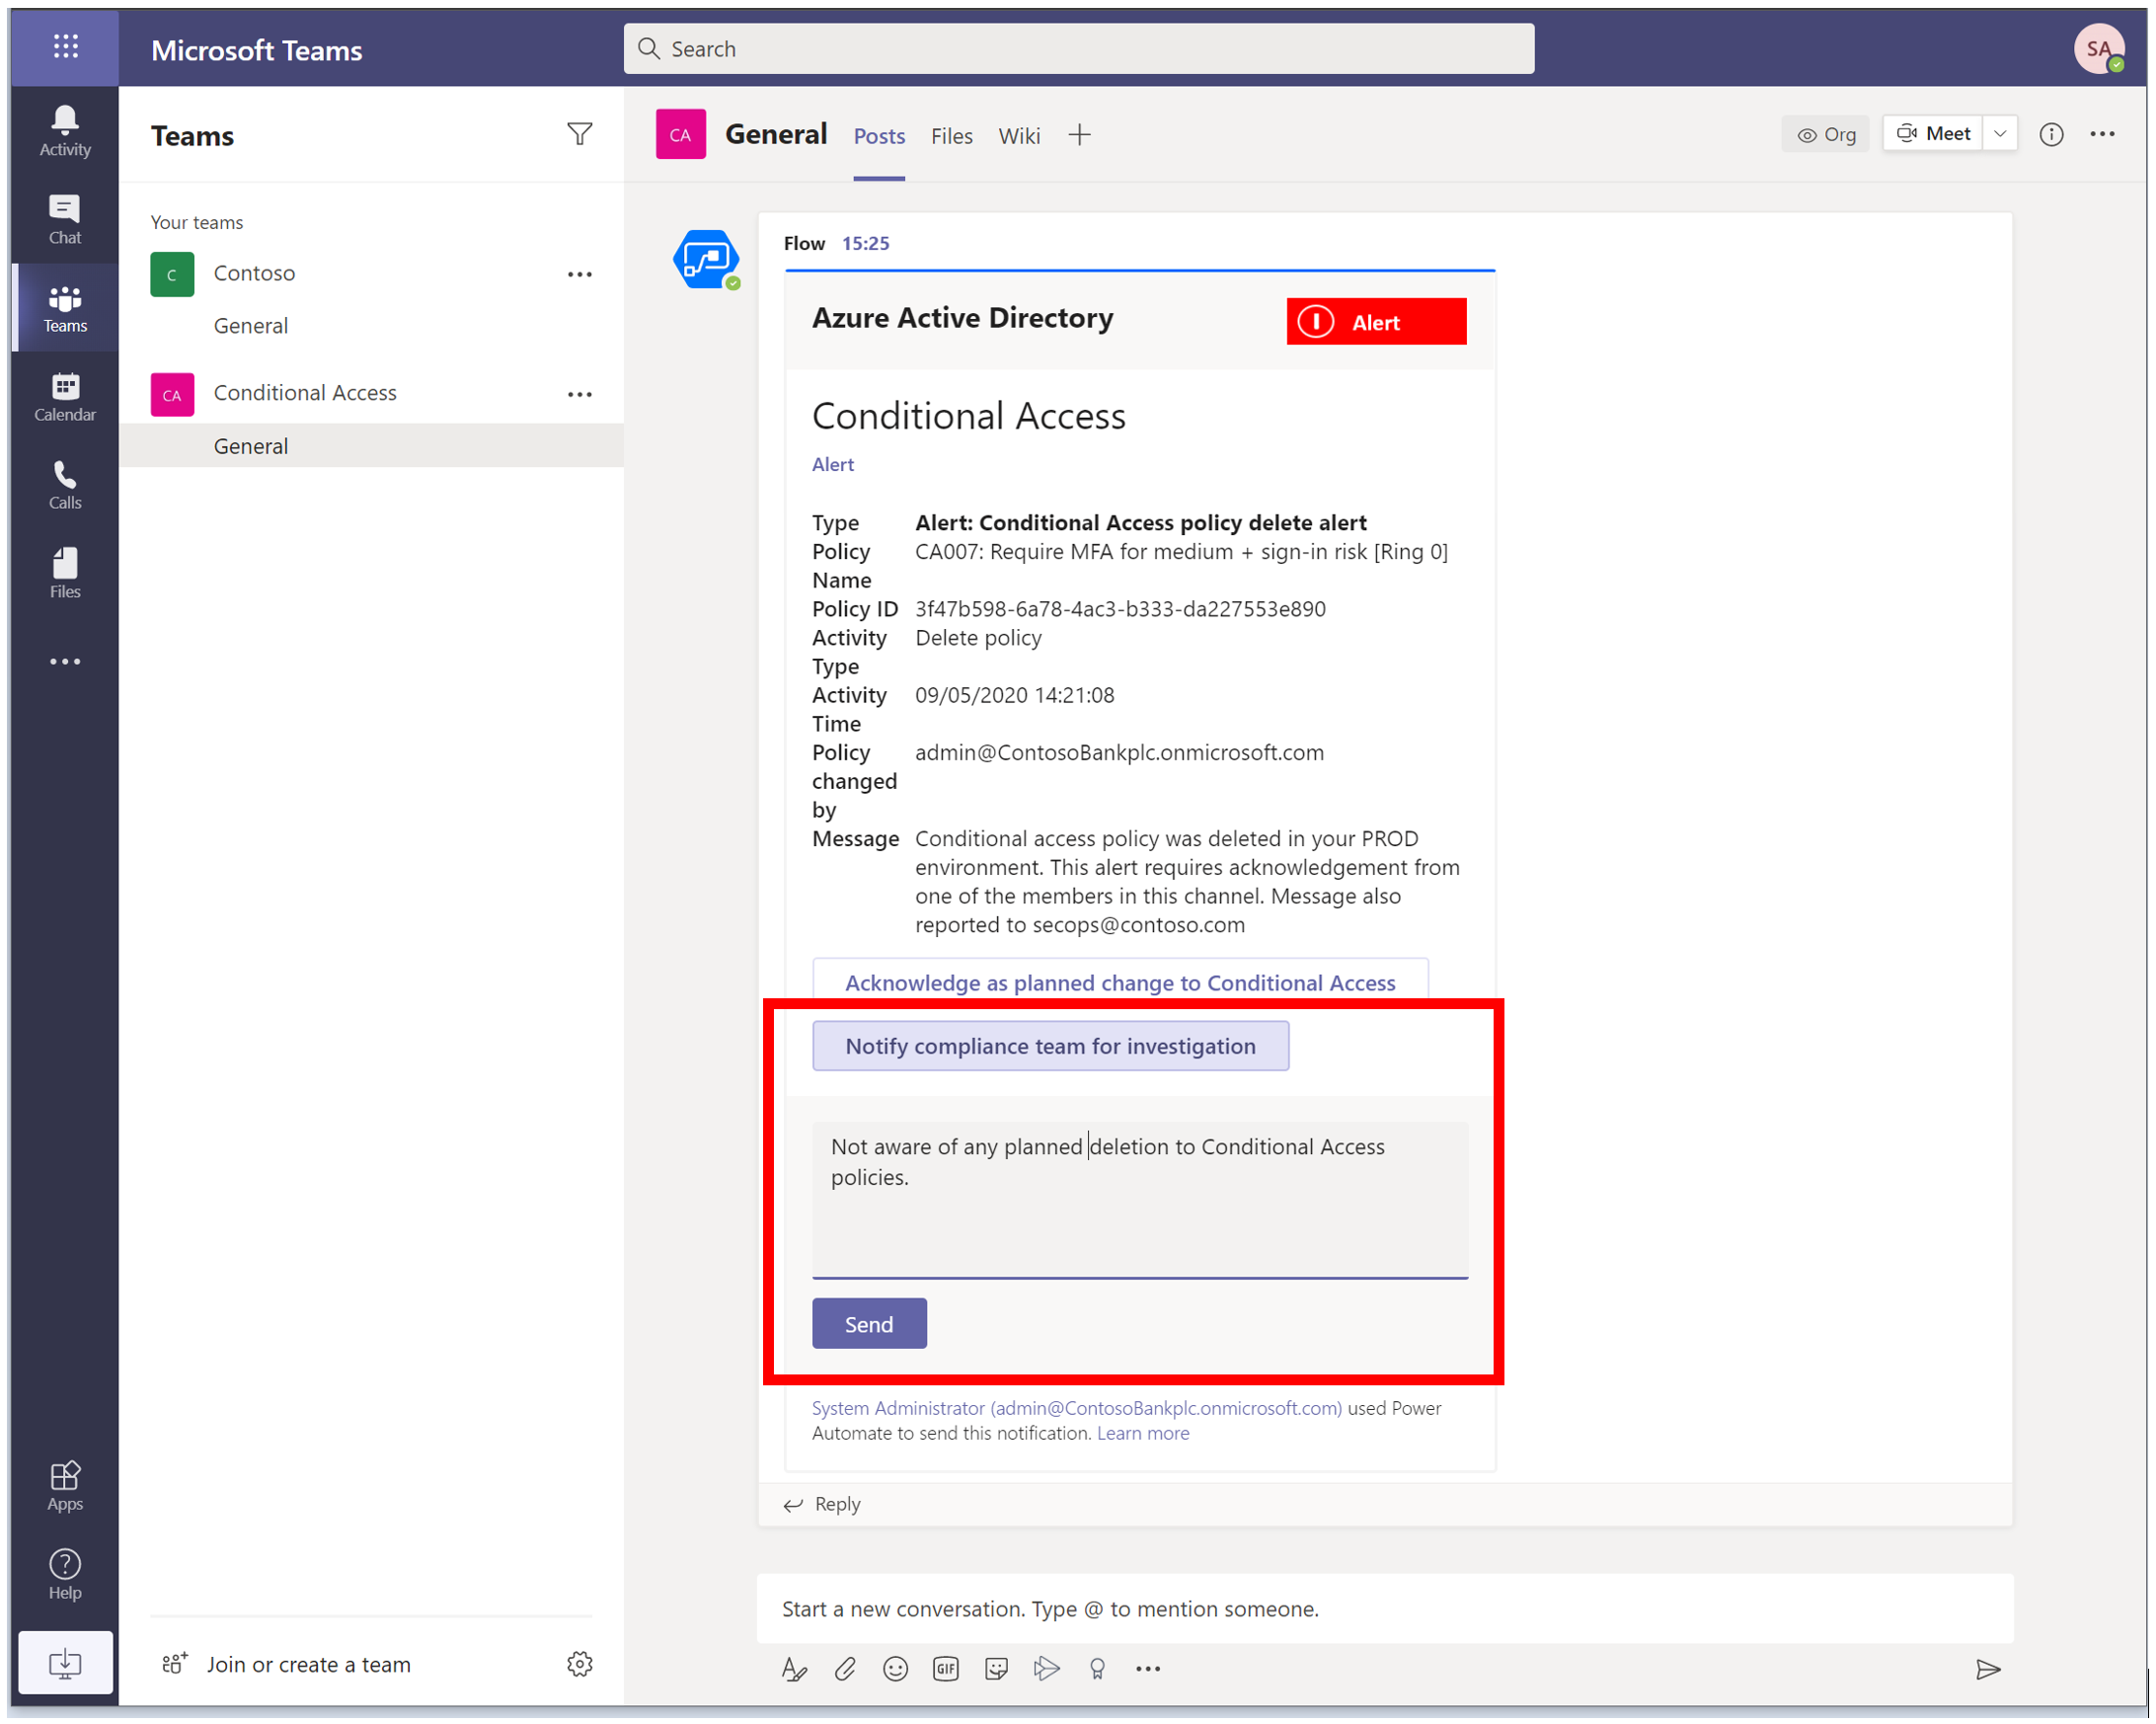 Microsoft Teams
Search
SA
Activity
Chat
Teams
Calendar
Calls
Files
Apps
Help
Teams
Your teams
C
Contoso
General
CA
Conditional Access
General
Join or create a team
CA
General
Posts
Files
Wiki
Org
Meet
Flow 15:25
Azure Active Directory
Alert
Conditional Access
Alert
Type Alert: Conditional Access policy delete alert
Policy CA007: Require MFA for medium + sign-in risk [Ring 0]
Name
Policy ID 3f47b598-6a78-4ac3-b333-da227553e890
Activity Delete policy
Type
Activity 09/05/2020 14:21:08
Time
Policy admin@ContosoBankplc.onmicrosoft.com
changed
by
Message Conditional access policy was deleted in your PROD
environment. This alert requires acknowledgement from
one of the members in this channel. Message also
reported to secops@contoso.com
Acknowledge as planned change to Conditional Access
Notify compliance team for investigation
Not aware of any planned deletion to Conditional Access
policies.
Send
System Administrator (admin@ContosoBankplc.onmicrosoft.com) used Power
Automate to send this notification. Learn more
Reply
Start a new conversation. Type @ to mention someone.
GIF